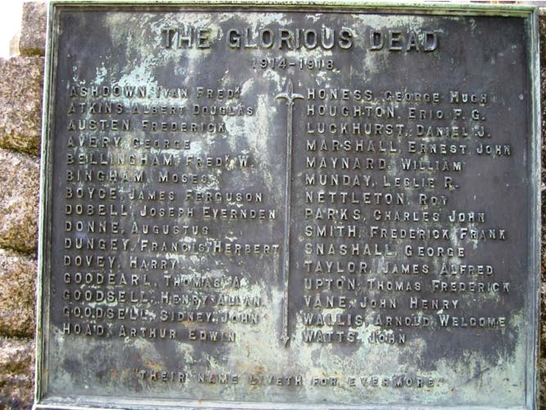 THE GLORIOUS DEAD
1914-1918
ASHDOWN, IVAN FREDK
ATKINS, ALBERT DOUGLAS
AUSTEN, FREDERICK
AVERY, GEORGE
BELLINGHAM, FREDK W.
BINGHAM, MOSES
BOYCE, JAMES FERGUSON
DOBELL, JOSEPH EVERNDEN
DONNE, AUGUSTUS
DUNGEY, FRANCIS HERBERT
DOVEY, HARRY
GOODEARL, THOMAS A.
GOODSELL, HENRY ALLAN
GOODSELL, SIDNEY JOHN
HOAD, ARTHUR EDWIN
HONESS, GEORGE HUGH
HOUGHTON, ERIC F. G.
LUCKHURST, DANIEL J.
MARSHALL, ERNEST JOHN
MAYNARD, WILLIAM
MUNDAY, LESLIE R.
NETTLETON, ROY
PARKS, CHARLES JOHN
SMITH, FREDERICK FRANK
SNASHALL, GEORGE
TAYLOR, JAMES ALFRED
UPTON, THOMAS FREDERICK
VANE, JOHN HENRY
WALLIS, ARNOLD WELCOME
WATTS, JOHN
"THEIR NAME LIVETH FOR EVERMORE."